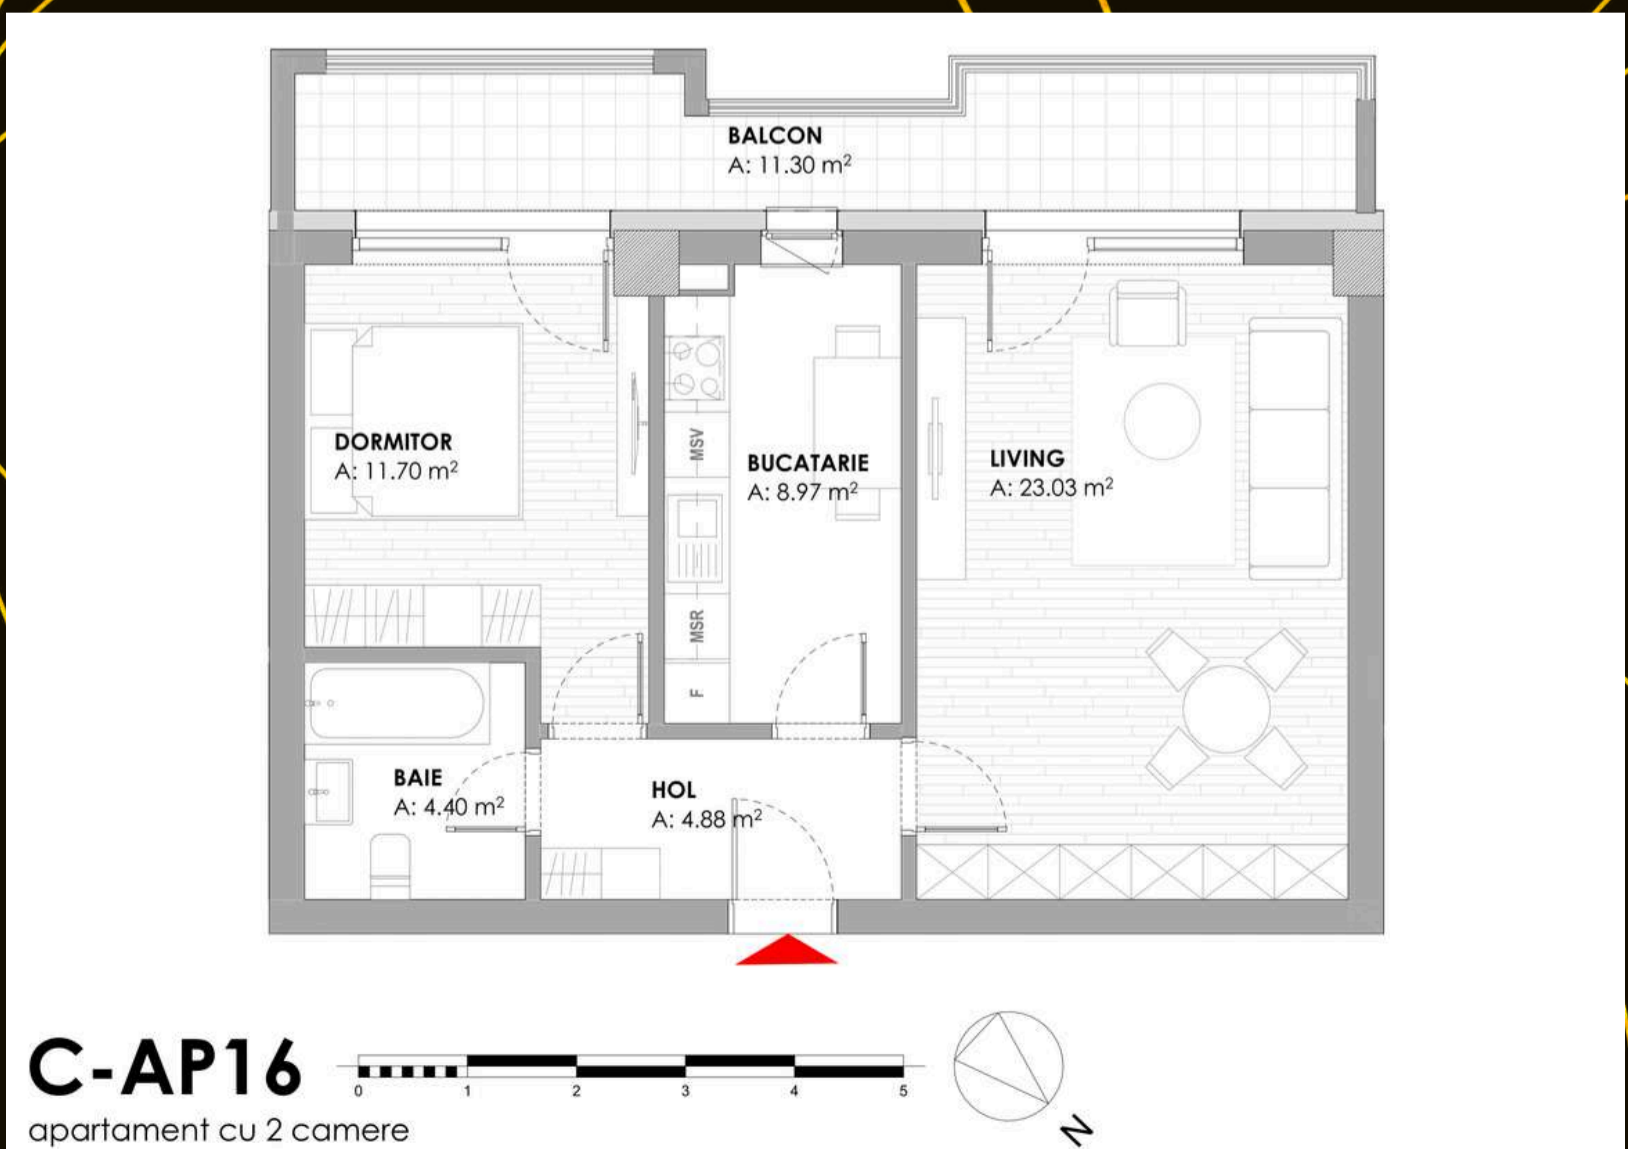 BALCON
A: 11.30 m²
DORMITOR
A: 11.70 m²
MSV
BUCATARIE
A: 8.97 m²
LIVING
A: 23.03 m²
MSR
F
BAIE
A: 4.40 m²
HOL
A: 4.88 m²
C-AP16
0 1 2 3 4 5
N
apartament cu 2 camere